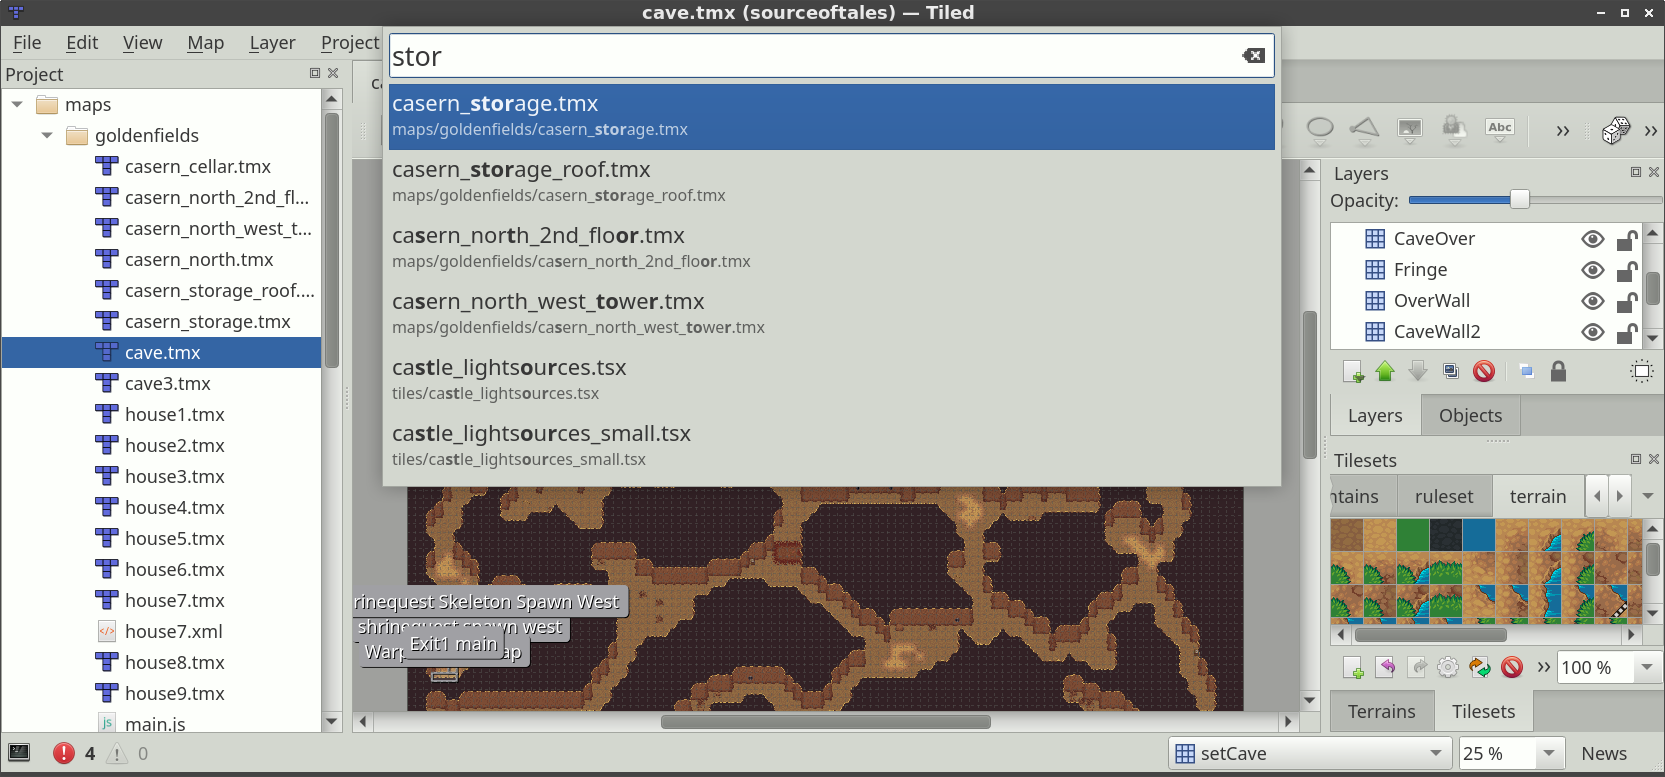 cave.tmx (sourceoftales) — Tiled
File Edit View Map Layer Project
Project
maps
goldenfields
casern_cellar.tmx
casern_north_2nd_fl...
casern_north_west_t...
casern_north.tmx
casern_storage_roof....
casern_storage.tmx
cave.tmx
cave3.tmx
house1.tmx
house2.tmx
house3.tmx
house4.tmx
house5.tmx
house6.tmx
house7.tmx
house7.xml
house8.tmx
house9.tmx
main.js
stor
casern_storage.tmx
maps/goldenfields/casern_storage.tmx
casern_storage_roof.tmx
maps/goldenfields/casern_storage_roof.tmx
casern_north_2nd_floor.tmx
maps/goldenfields/casern_north_2nd_floor.tmx
casern_north_west_tower.tmx
maps/goldenfields/casern_north_west_tower.tmx
castle_lightsources.tsx
tiles/castle_lightsources.tsx
castle_lightsources_small.tsx
tiles/castle_lightsources_small.tsx
rinequest Skeleton Spawn West
shrinequest spawn west
Exit1 main
Abc
Layers
Opacity:
CaveOver
Fringe
OverWall
CaveWall2
Layers Objects
Tilesets
ntains ruleset terrain
100 %
Terrains Tilesets
4 0
setCave 25 % News